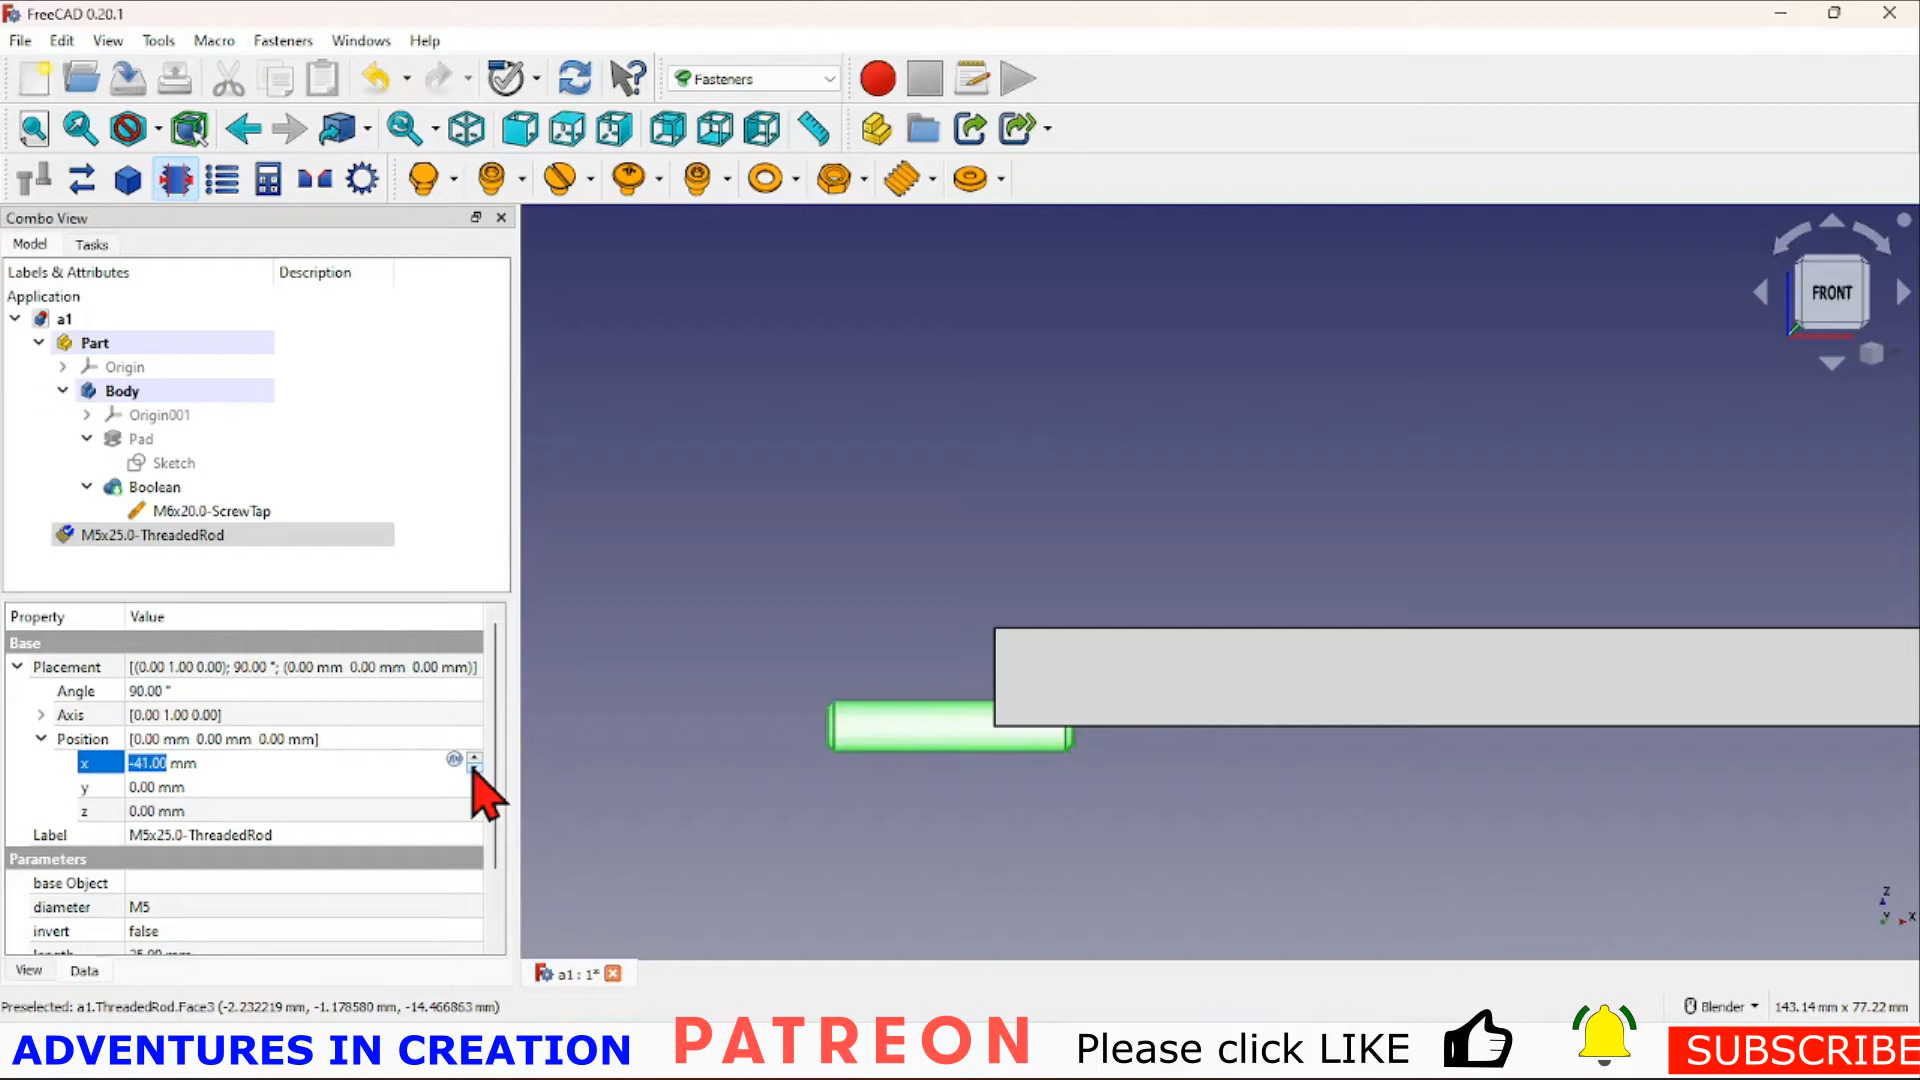 FreeCAD 0.20.1
File Edit View Tools Macro Fasteners Windows Help
Fasteners
Combo View
Model Tasks
Labels & Attributes Description
Application
a1
Part
Origin
Body
Origin001
Pad
Sketch
Boolean
M6x20.0-ScrewTap
M5x25.0-ThreadedRod
Property Value
Base
Placement [(0.00 1.00 0.00); 90.00 °; (0.00 mm 0.00 mm 0.00 mm)]
Angle 90.00 °
Axis [0.00 1.00 0.00]
Position [0.00 mm 0.00 mm 0.00 mm]
x -41.00 mm
y 0.00 mm
z 0.00 mm
Label M5x25.0-ThreadedRod
Parameters
base Object
diameter M5
invert false
length 25.00 mm
View Data
FRONT
Z
Y X
a1 : 1*
Preselected: a1.ThreadedRod.Face3 (-2.232219 mm, -1.178580 mm, -14.466863 mm)
Blender 143.14 mm x 77.22 mm
ADVENTURES IN CREATION PATREON Please click LIKE SUBSCRIBE